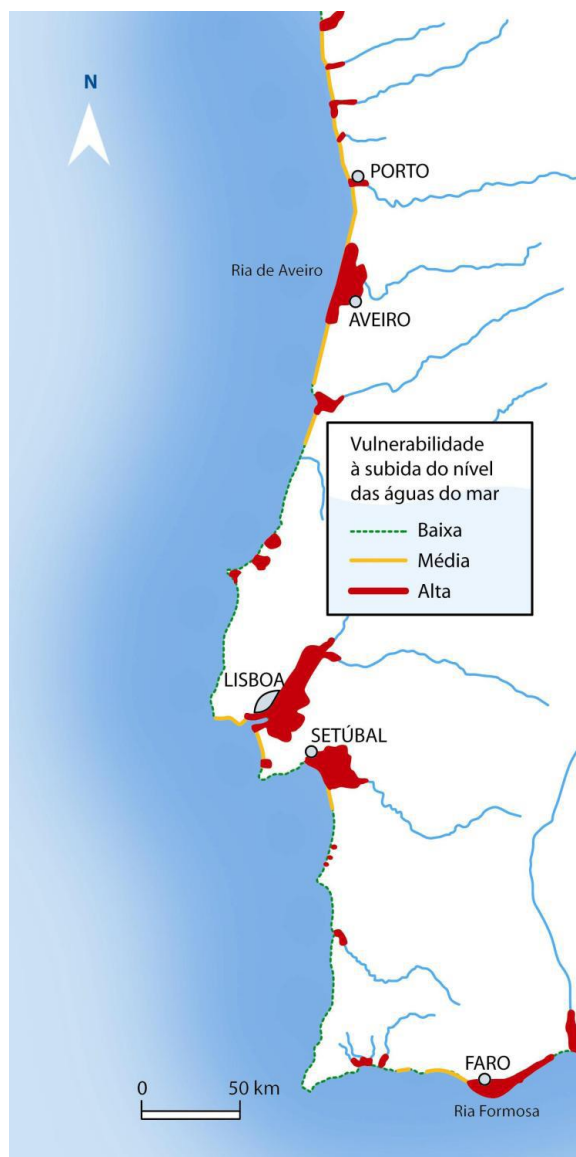 N
PORTO
Ria de Aveiro
AVEIRO
Vulnerabilidade
à subida do nível
das águas do mar
Baixa
Média
Alta
LISBOA
SETÚBAL
FARO
0 50 km
Ria Formosa